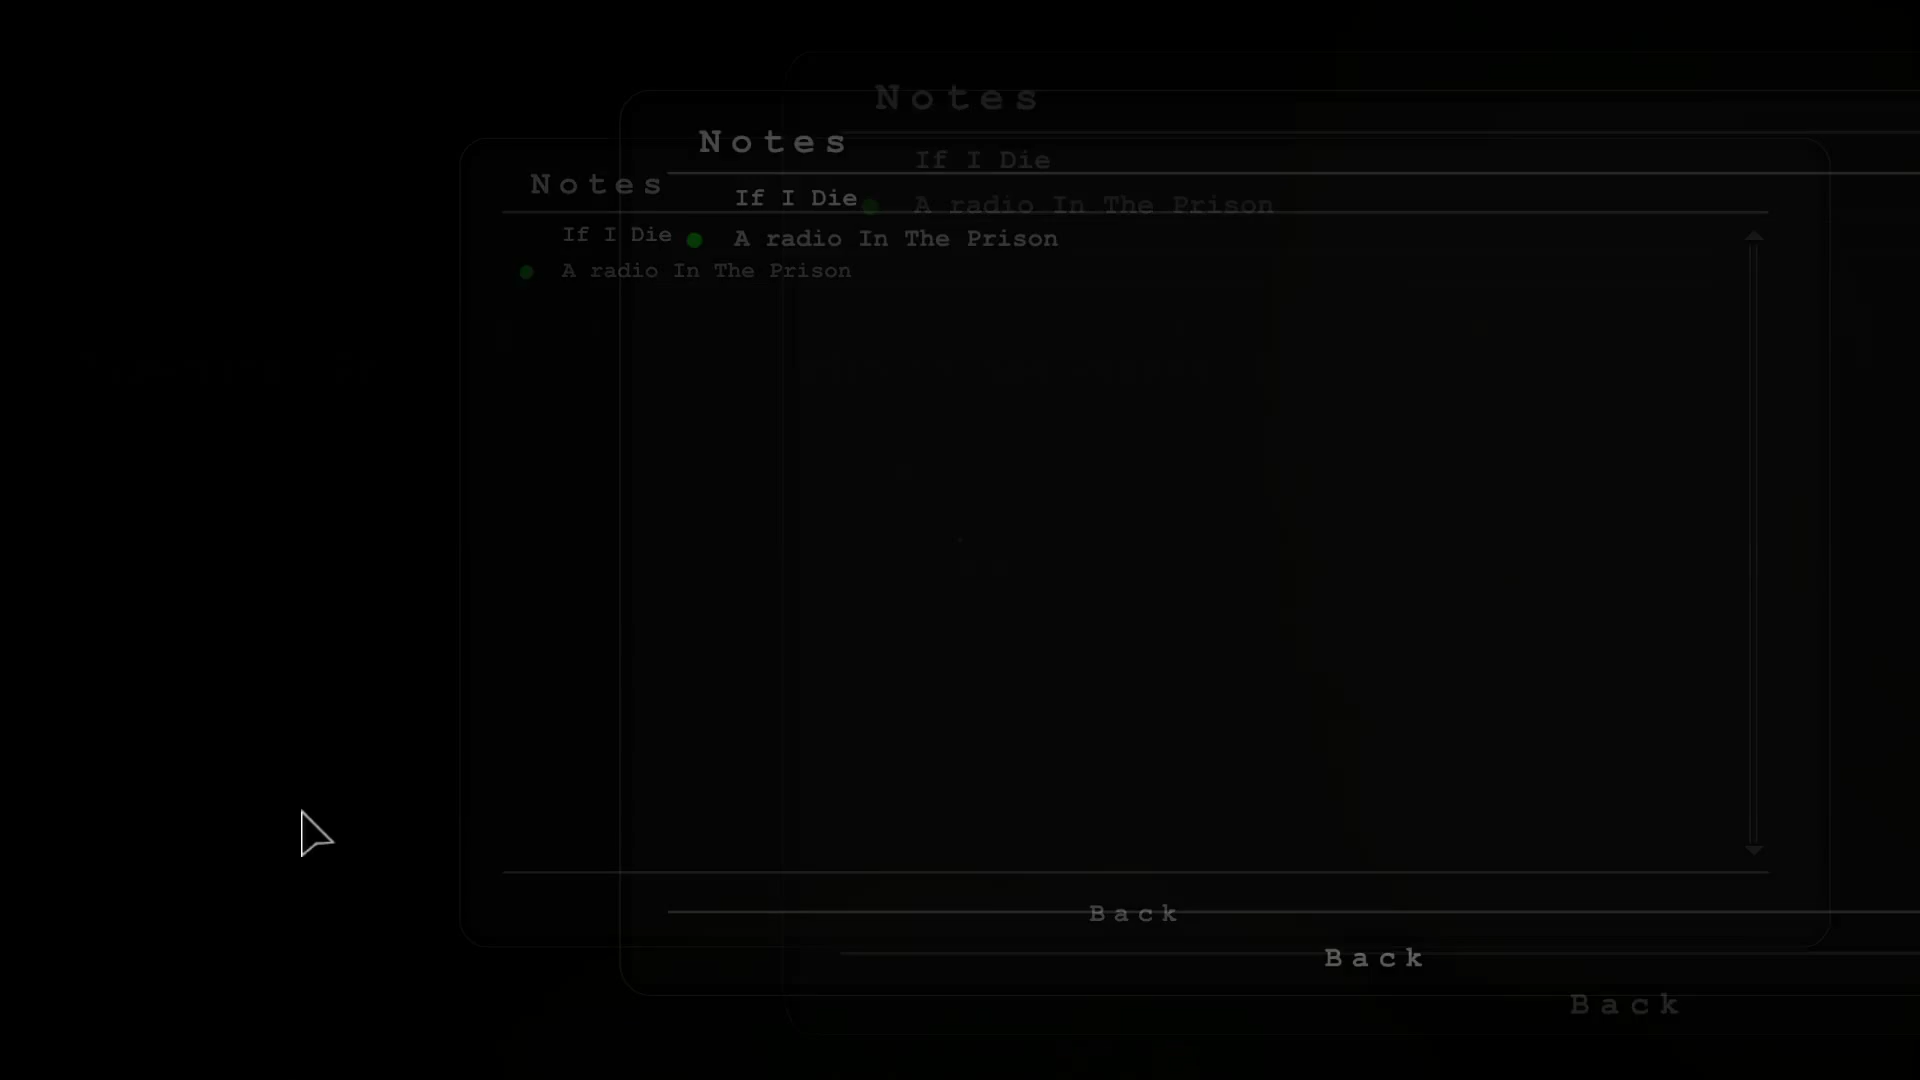 Notes
If I Die
A radio In The Prison
Notes
If I Die
A radio In The Prison
Notes
If I Die
A radio In The Prison
Back
Back
Back